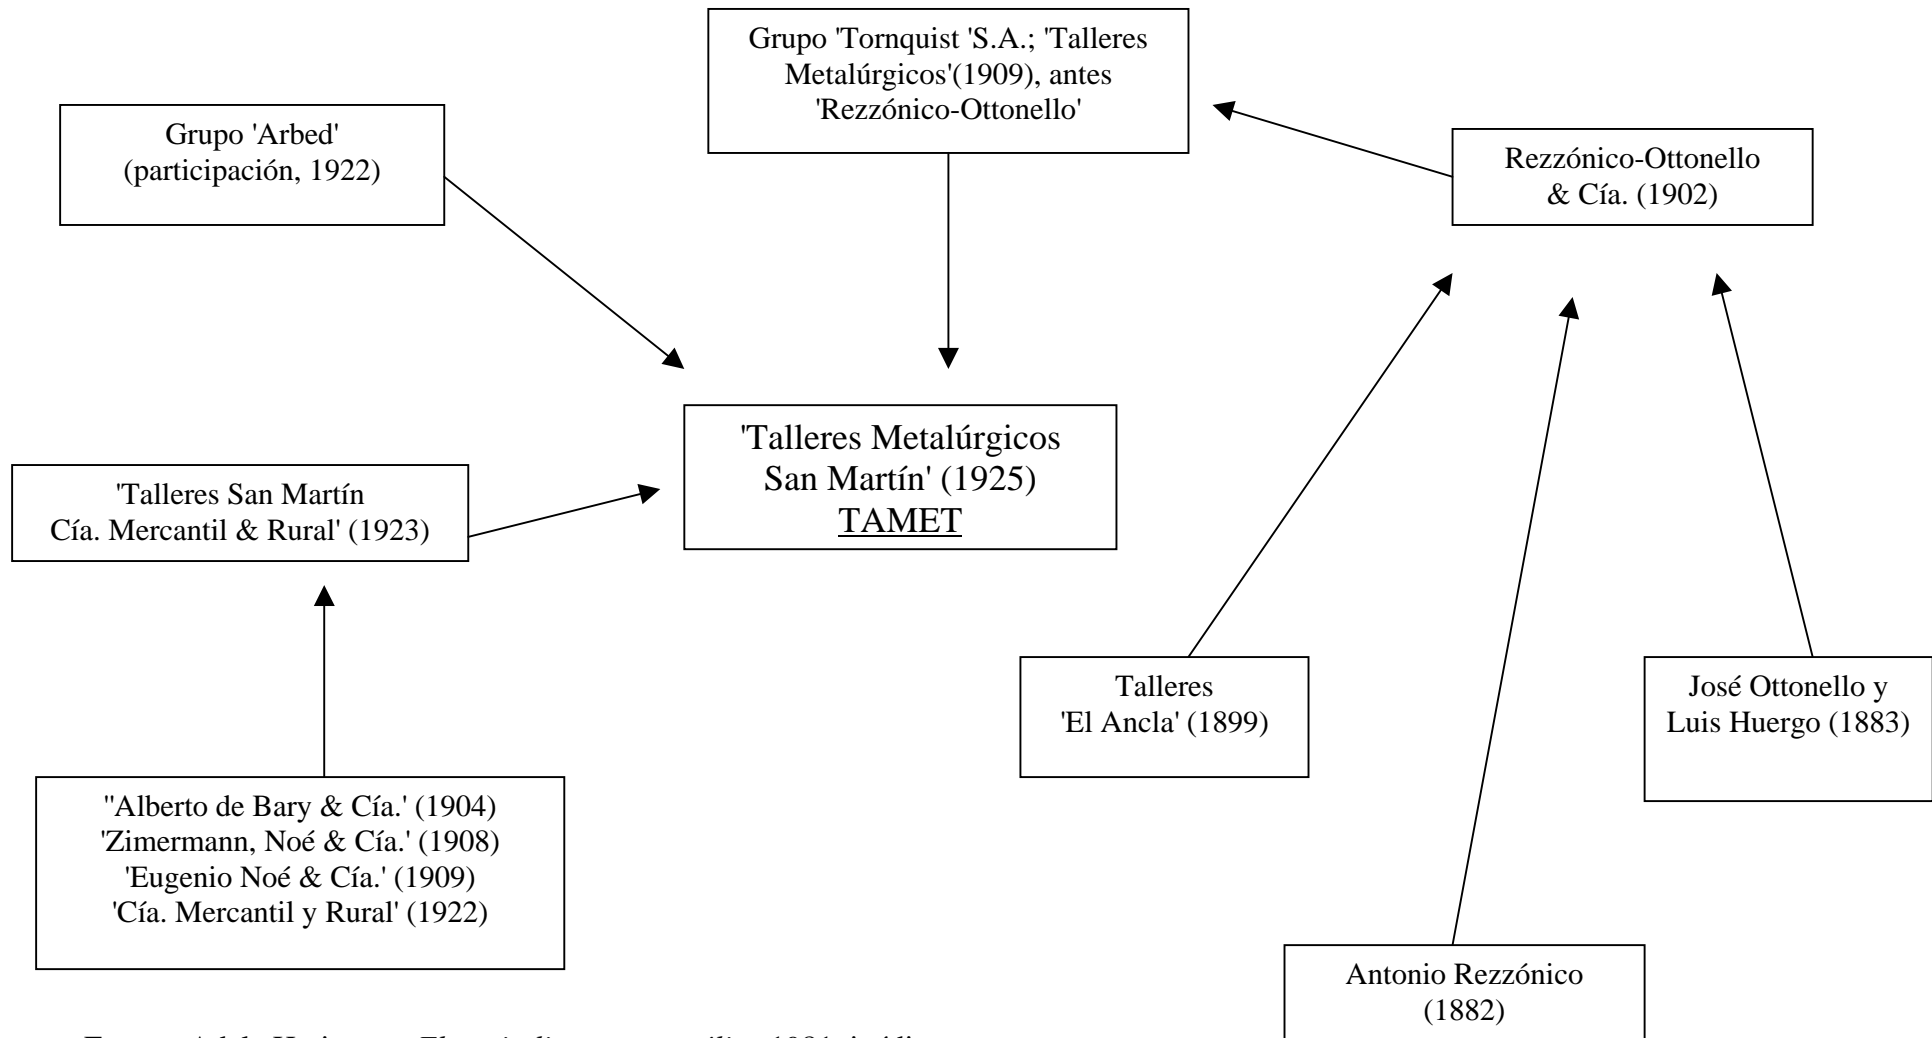 Grupo 'Tornquist 'S.A.; 'Talleres
Metalúrgicos'(1909), antes
'Rezzónico-Ottonello'
Grupo 'Arbed'
(participación, 1922)
Rezzónico-Ottonello
& Cía. (1902)
'Talleres Metalúrgicos
San Martín' (1925)
TAMET
'Talleres San Martín
Cía. Mercantil & Rural' (1923)
Talleres
'El Ancla' (1899)
José Ottonello y
Luis Huergo (1883)
"Alberto de Bary & Cía.' (1904)
'Zimermann, Noé & Cía.' (1908)
'Eugenio Noé & Cía.' (1909)
'Cía. Mercantil y Rural' (1922)
Antonio Rezzónico
(1882)